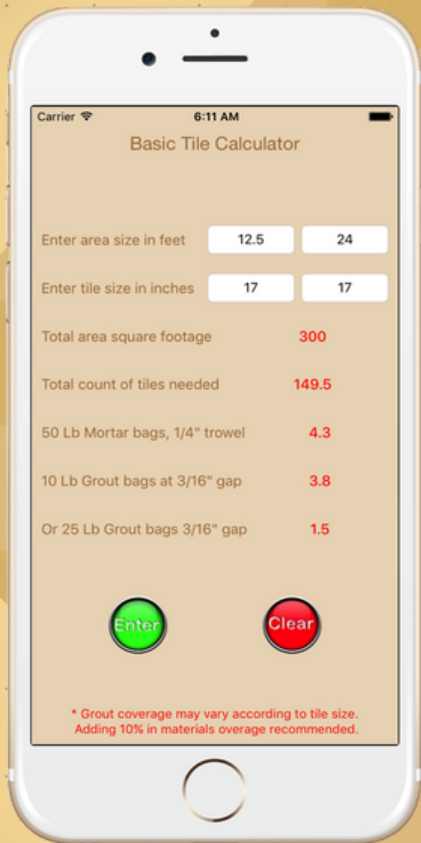 Carrier 6:11 AM
Basic Tile Calculator
Enter area size in feet 12.5 24
Enter tile size in inches 17 17
Total area square footage 300
Total count of tiles needed 149.5
50 Lb Mortar bags, 1/4" trowel 4.3
10 Lb Grout bags at 3/16" gap 3.8
Or 25 Lb Grout bags 3/16" gap 1.5
Enter Clear
* Grout coverage may vary according to tile size.
Adding 10% in materials overage recommended.